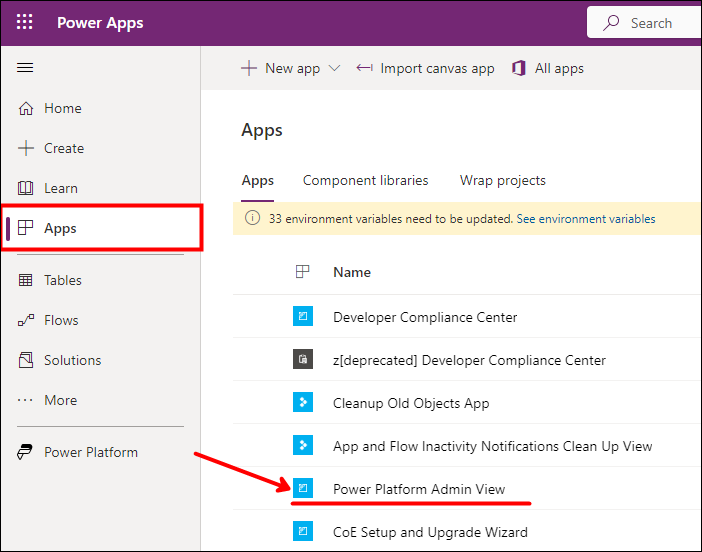 Power Apps
Search
New app
Import canvas app
All apps
Home
Create
Learn
Apps
Tables
Flows
Solutions
More
Power Platform
Apps
Apps
Component libraries
Wrap projects
33 environment variables need to be updated. See environment variables
Name
Developer Compliance Center
z[deprecated] Developer Compliance Center
Cleanup Old Objects App
App and Flow Inactivity Notifications Clean Up View
Power Platform Admin View
CoE Setup and Upgrade Wizard